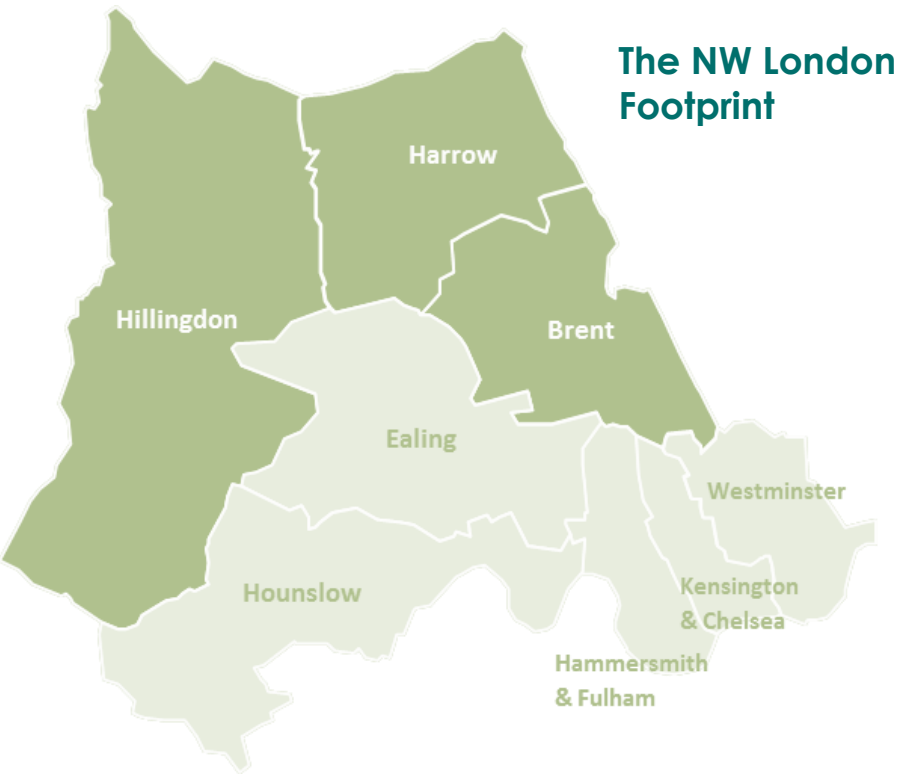 The NW London
Footprint
Harrow
Hillingdon
Brent
Ealing
Westminster
Hounslow
Kensington
& Chelsea
Hammersmith
& Fulham